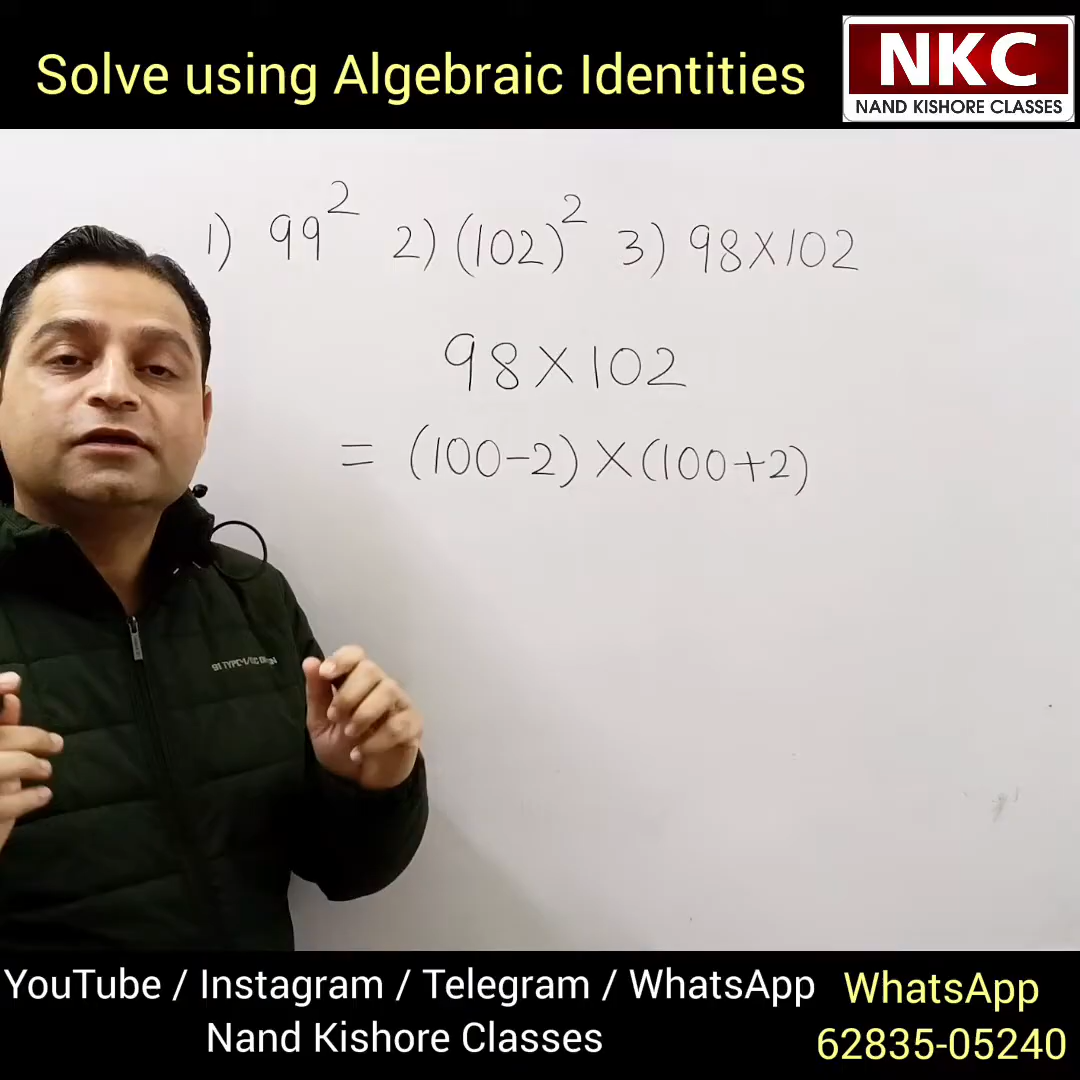 Solve using Algebraic Identities
NKC
NAND KISHORE CLASSES
1) 99² 2) (102)² 3) 98×102
98×102
= (100-2)×(100+2)
YouTube / Instagram / Telegram / WhatsApp
Nand Kishore Classes
WhatsApp
62835-05240